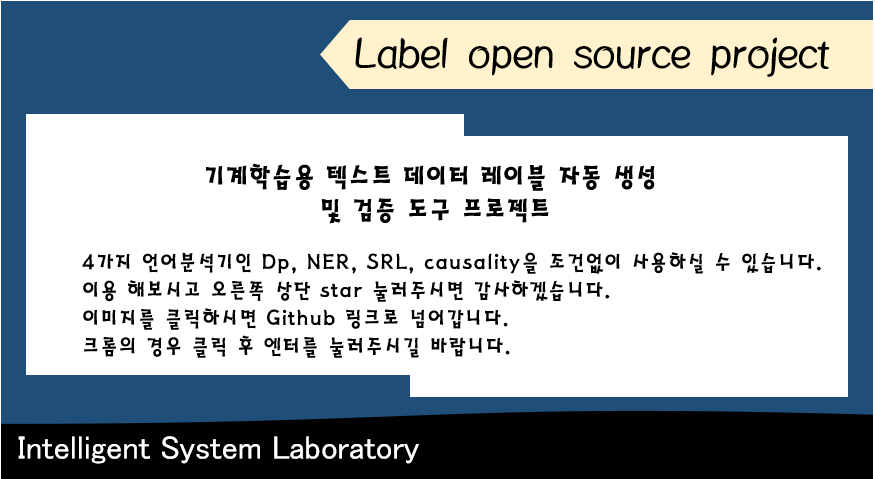 Label open source project
기계학습용 텍스트 데이터 레이블 자동 생성
및 검증 도구 프로젝트
4가지 언어분석기인 Dp, NER, SRL, causality을 조건없이 사용하실 수 있습니다.
이용 해보시고 오른쪽 상단 star 눌러주시면 감사하겠습니다.
이미지를 클릭하시면 Github 링크로 넘어갑니다.
크롬의 경우 클릭 후 엔터를 눌러주시길 바랍니다.
Intelligent System Laboratory